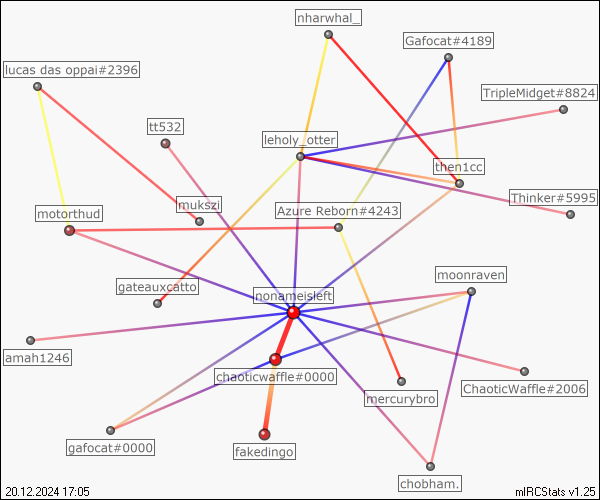 nharwhal_
Gafocat#4189
lucas das oppai#2396
TripleMidget#8824
tt532
leholy_otter
then1cc
mukszi
Thinker#5995
motorthud
Azure Reborn#4243
moonraven
gateauxcatto
nonameisleft
amah1246
chaoticwaffle#0000
ChaoticWaffle#2006
mercurybro
gafocat#0000
fakedingo
chobham.
20.12.2024 17:05
mIRCStats v1.25